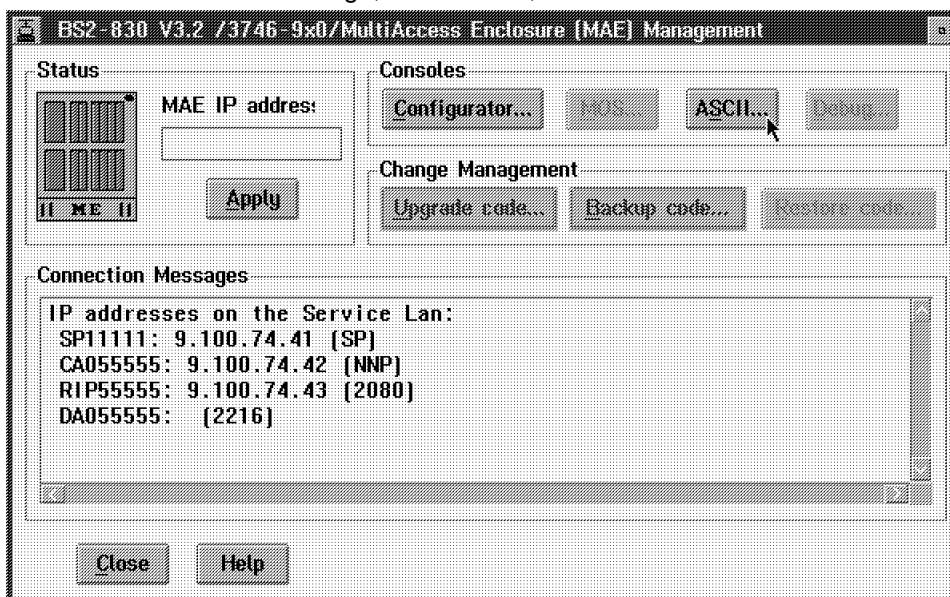 BS2-830 V3.2 /3746-9x0/MultiAccess Enclosure (MAE) Management
Status
MAE IP address
Apply
ME
Consoles
Configurator...
MOS...
ASCII...
Debug...
Change Management
Upgrade code...
Backup code...
Restore code...
Connection Messages
IP addresses on the Service Lan:
SP11111: 9.100.74.41 (SP)
CA055555: 9.100.74.42 (NNP)
RIP55555: 9.100.74.43 (2080)
DA055555: (2216)
Close
Help